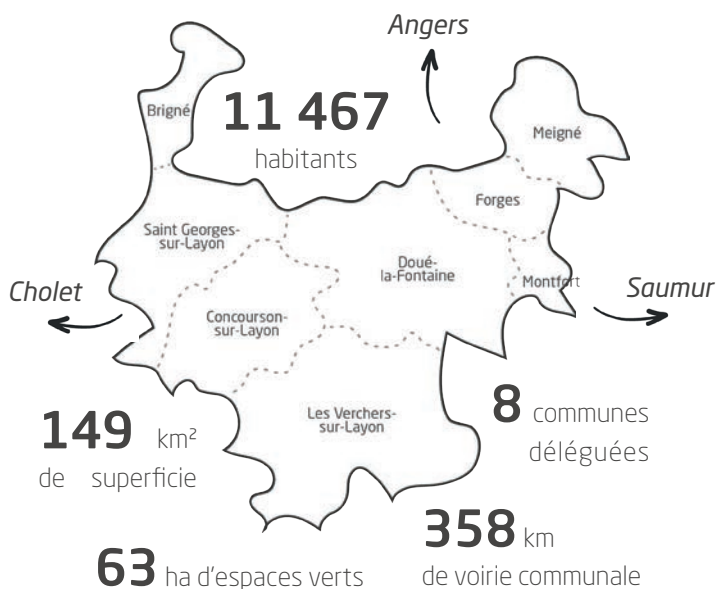 Angers
11 467
habitants
Brigné
Meigné
Forges
Saint Georges-
sur-Layon
Doué-
la-Fontaine
Montfort
Cholet
Saumur
Concourson-
sur-Layon
Les Verchers-
sur-Layon
8 communes
déléguées
149 km²
de superficie
358 km
de voirie communale
63 ha d'espaces verts